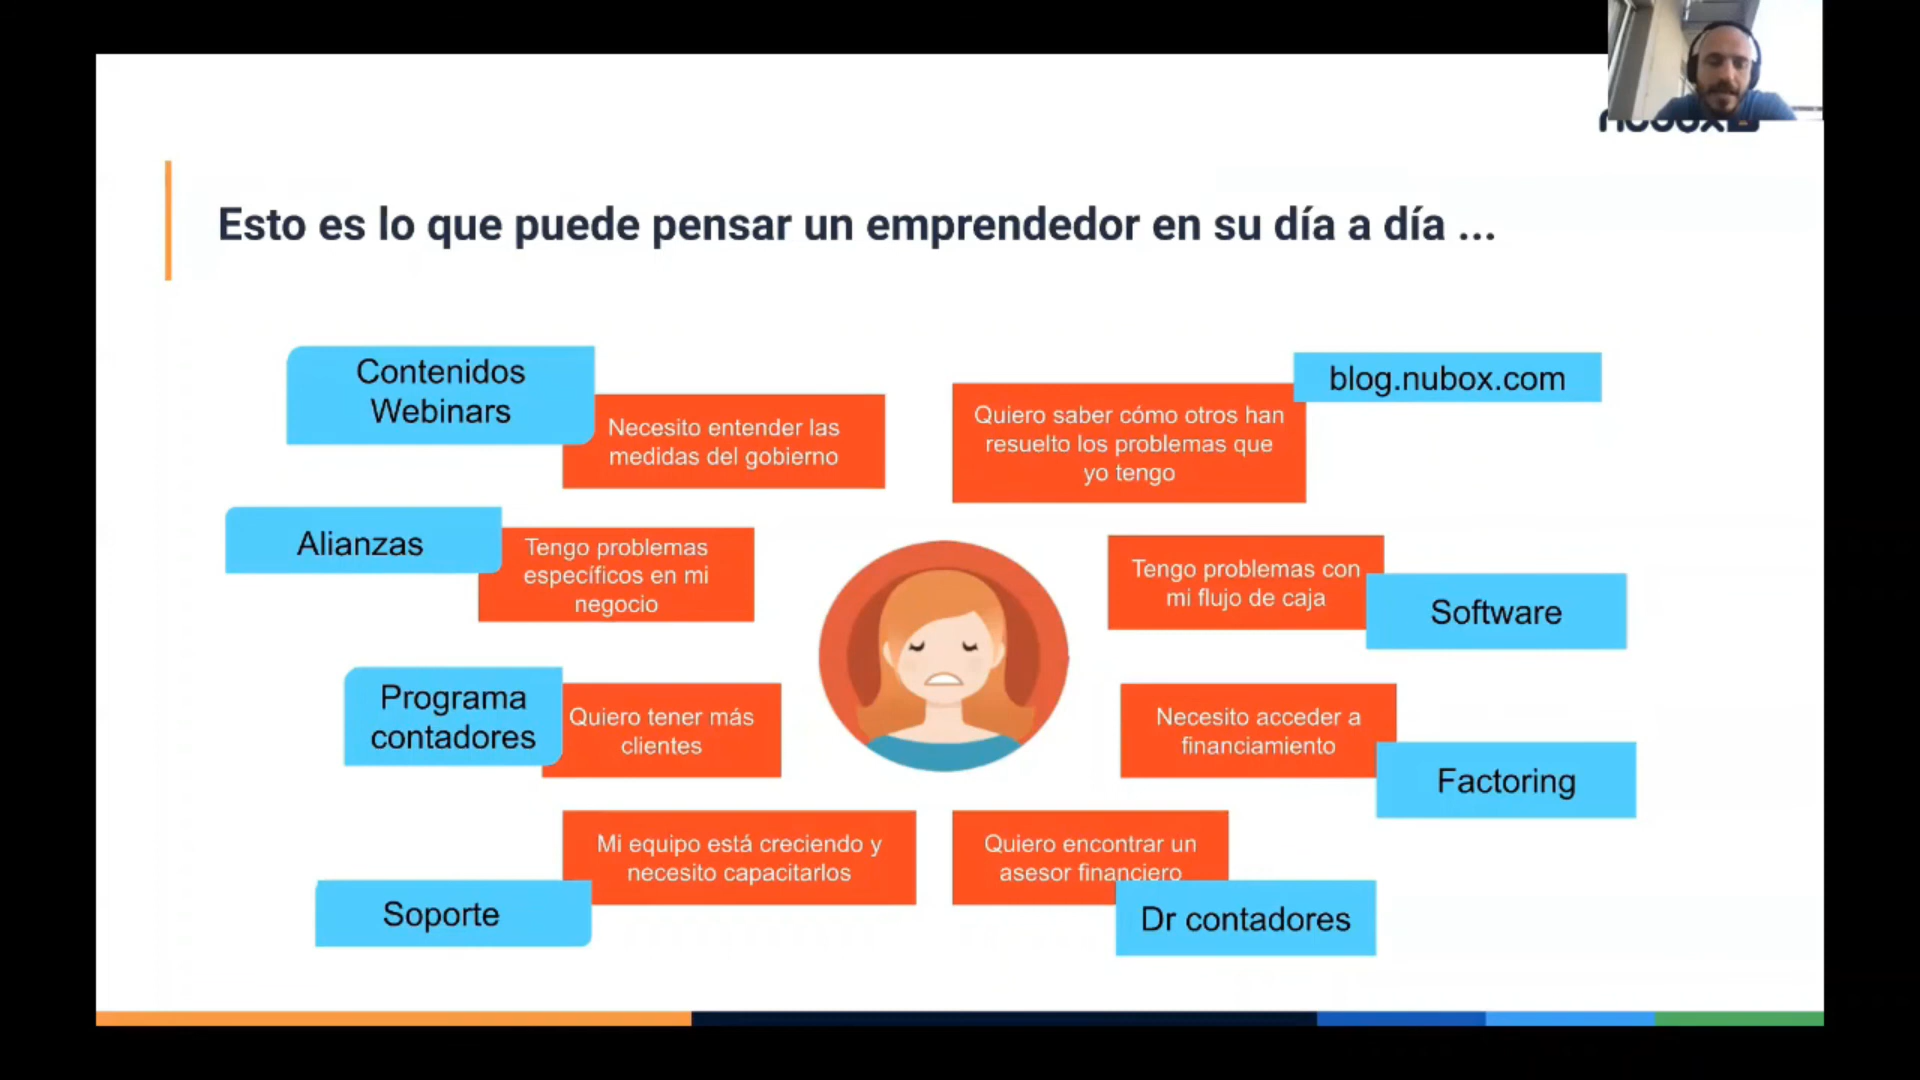 nubox
Esto es lo que puede pensar un emprendedor en su día a día ...
Contenidos
Webinars
Necesito entender las
medidas del gobierno
Quiero saber cómo otros han
resuelto los problemas que
yo tengo
blog.nubox.com
Alianzas
Tengo problemas
específicos en mi
negocio
Tengo problemas con
mi flujo de caja
Software
Programa
contadores
Quiero tener más
clientes
Necesito acceder a
financiamiento
Factoring
Mi equipo está creciendo y
necesito capacitarlos
Soporte
Quiero encontrar un
asesor financiero
Dr contadores